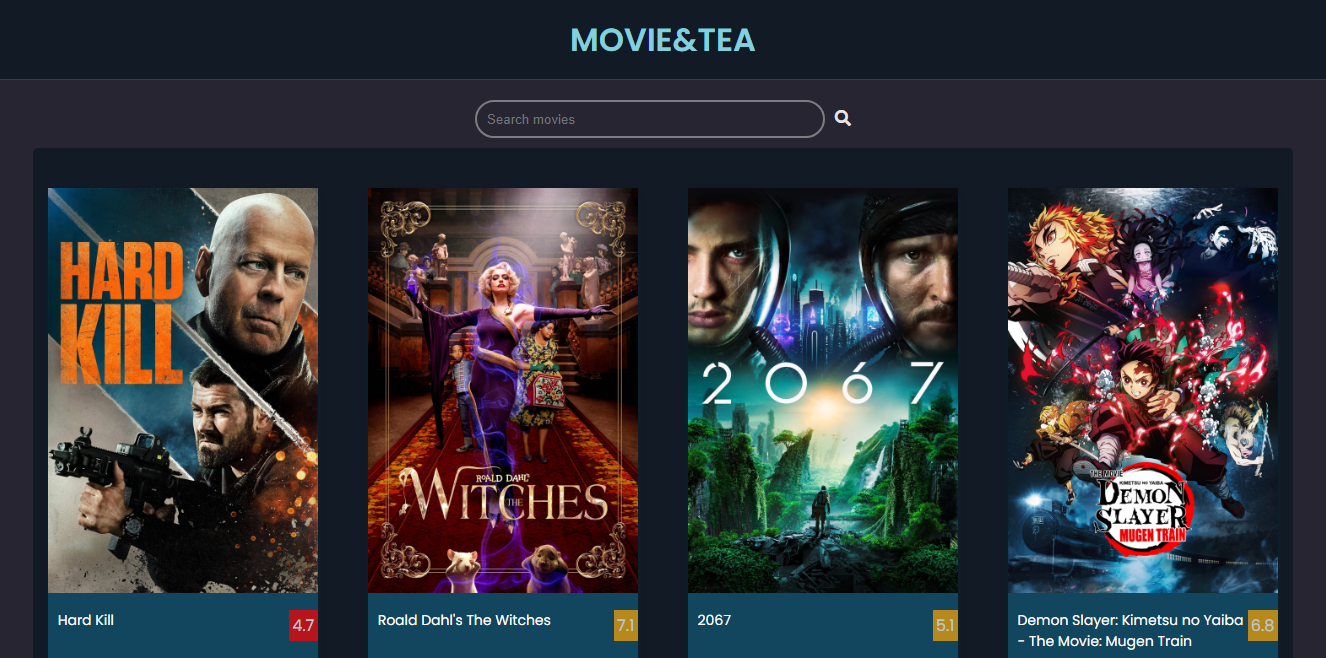 MOVIE&TEA
Search movies
HARD
KILL
ROALD DAHL'S
THE
WITCHES
2067
THE MOVIE
KIMETSU NO YAIBA
DEMON
SLAYER
MUGEN TRAIN
Hard Kill
4.7
Roald Dahl's The Witches
7.1
2067
5.1
Demon Slayer: Kimetsu no Yaiba
- The Movie: Mugen Train
6.8